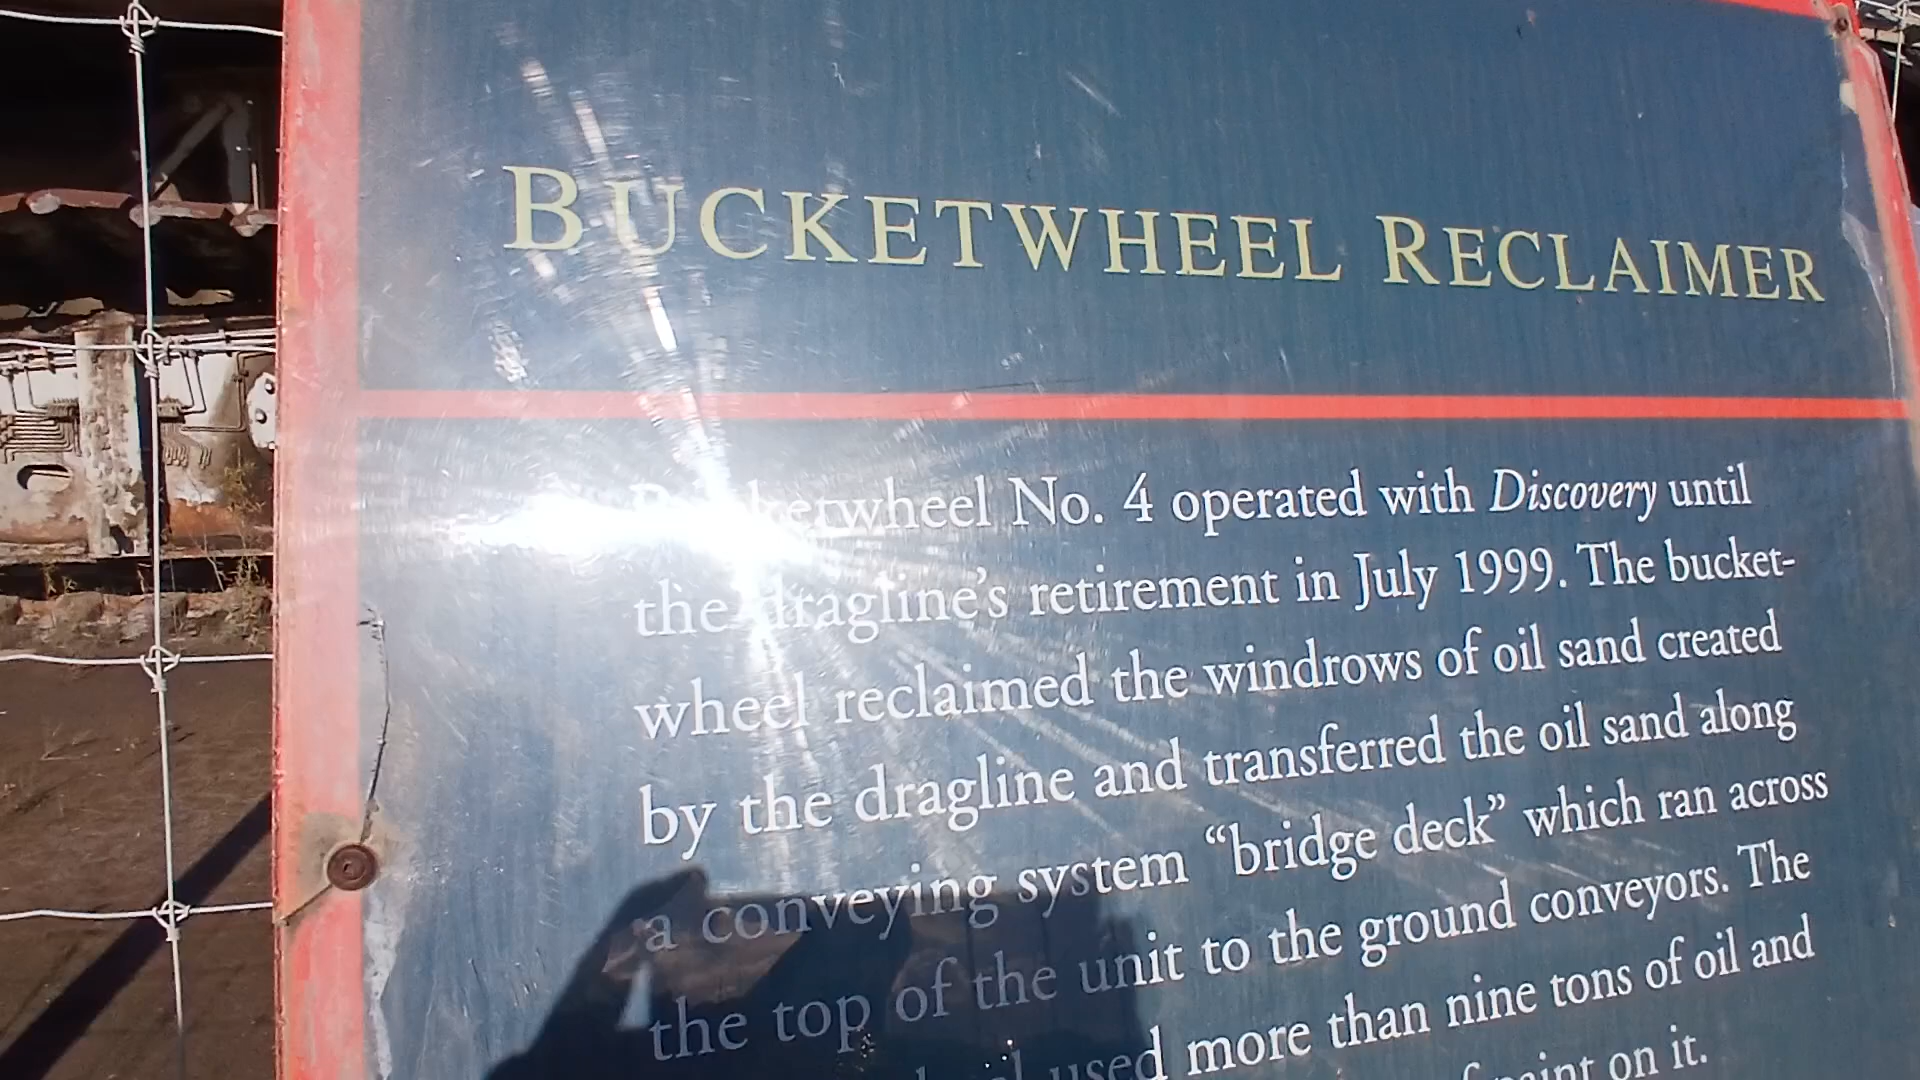 BUCKETWHEEL RECLAIMER
Bucketwheel No. 4 operated with Discovery until
the dragline's retirement in July 1999. The bucket-
wheel reclaimed the windrows of oil sand created
by the dragline and transferred the oil sand along
a conveying system “bridge deck” which ran across
the top of the unit to the ground conveyors. The
used more than nine tons of oil and
paint on it.